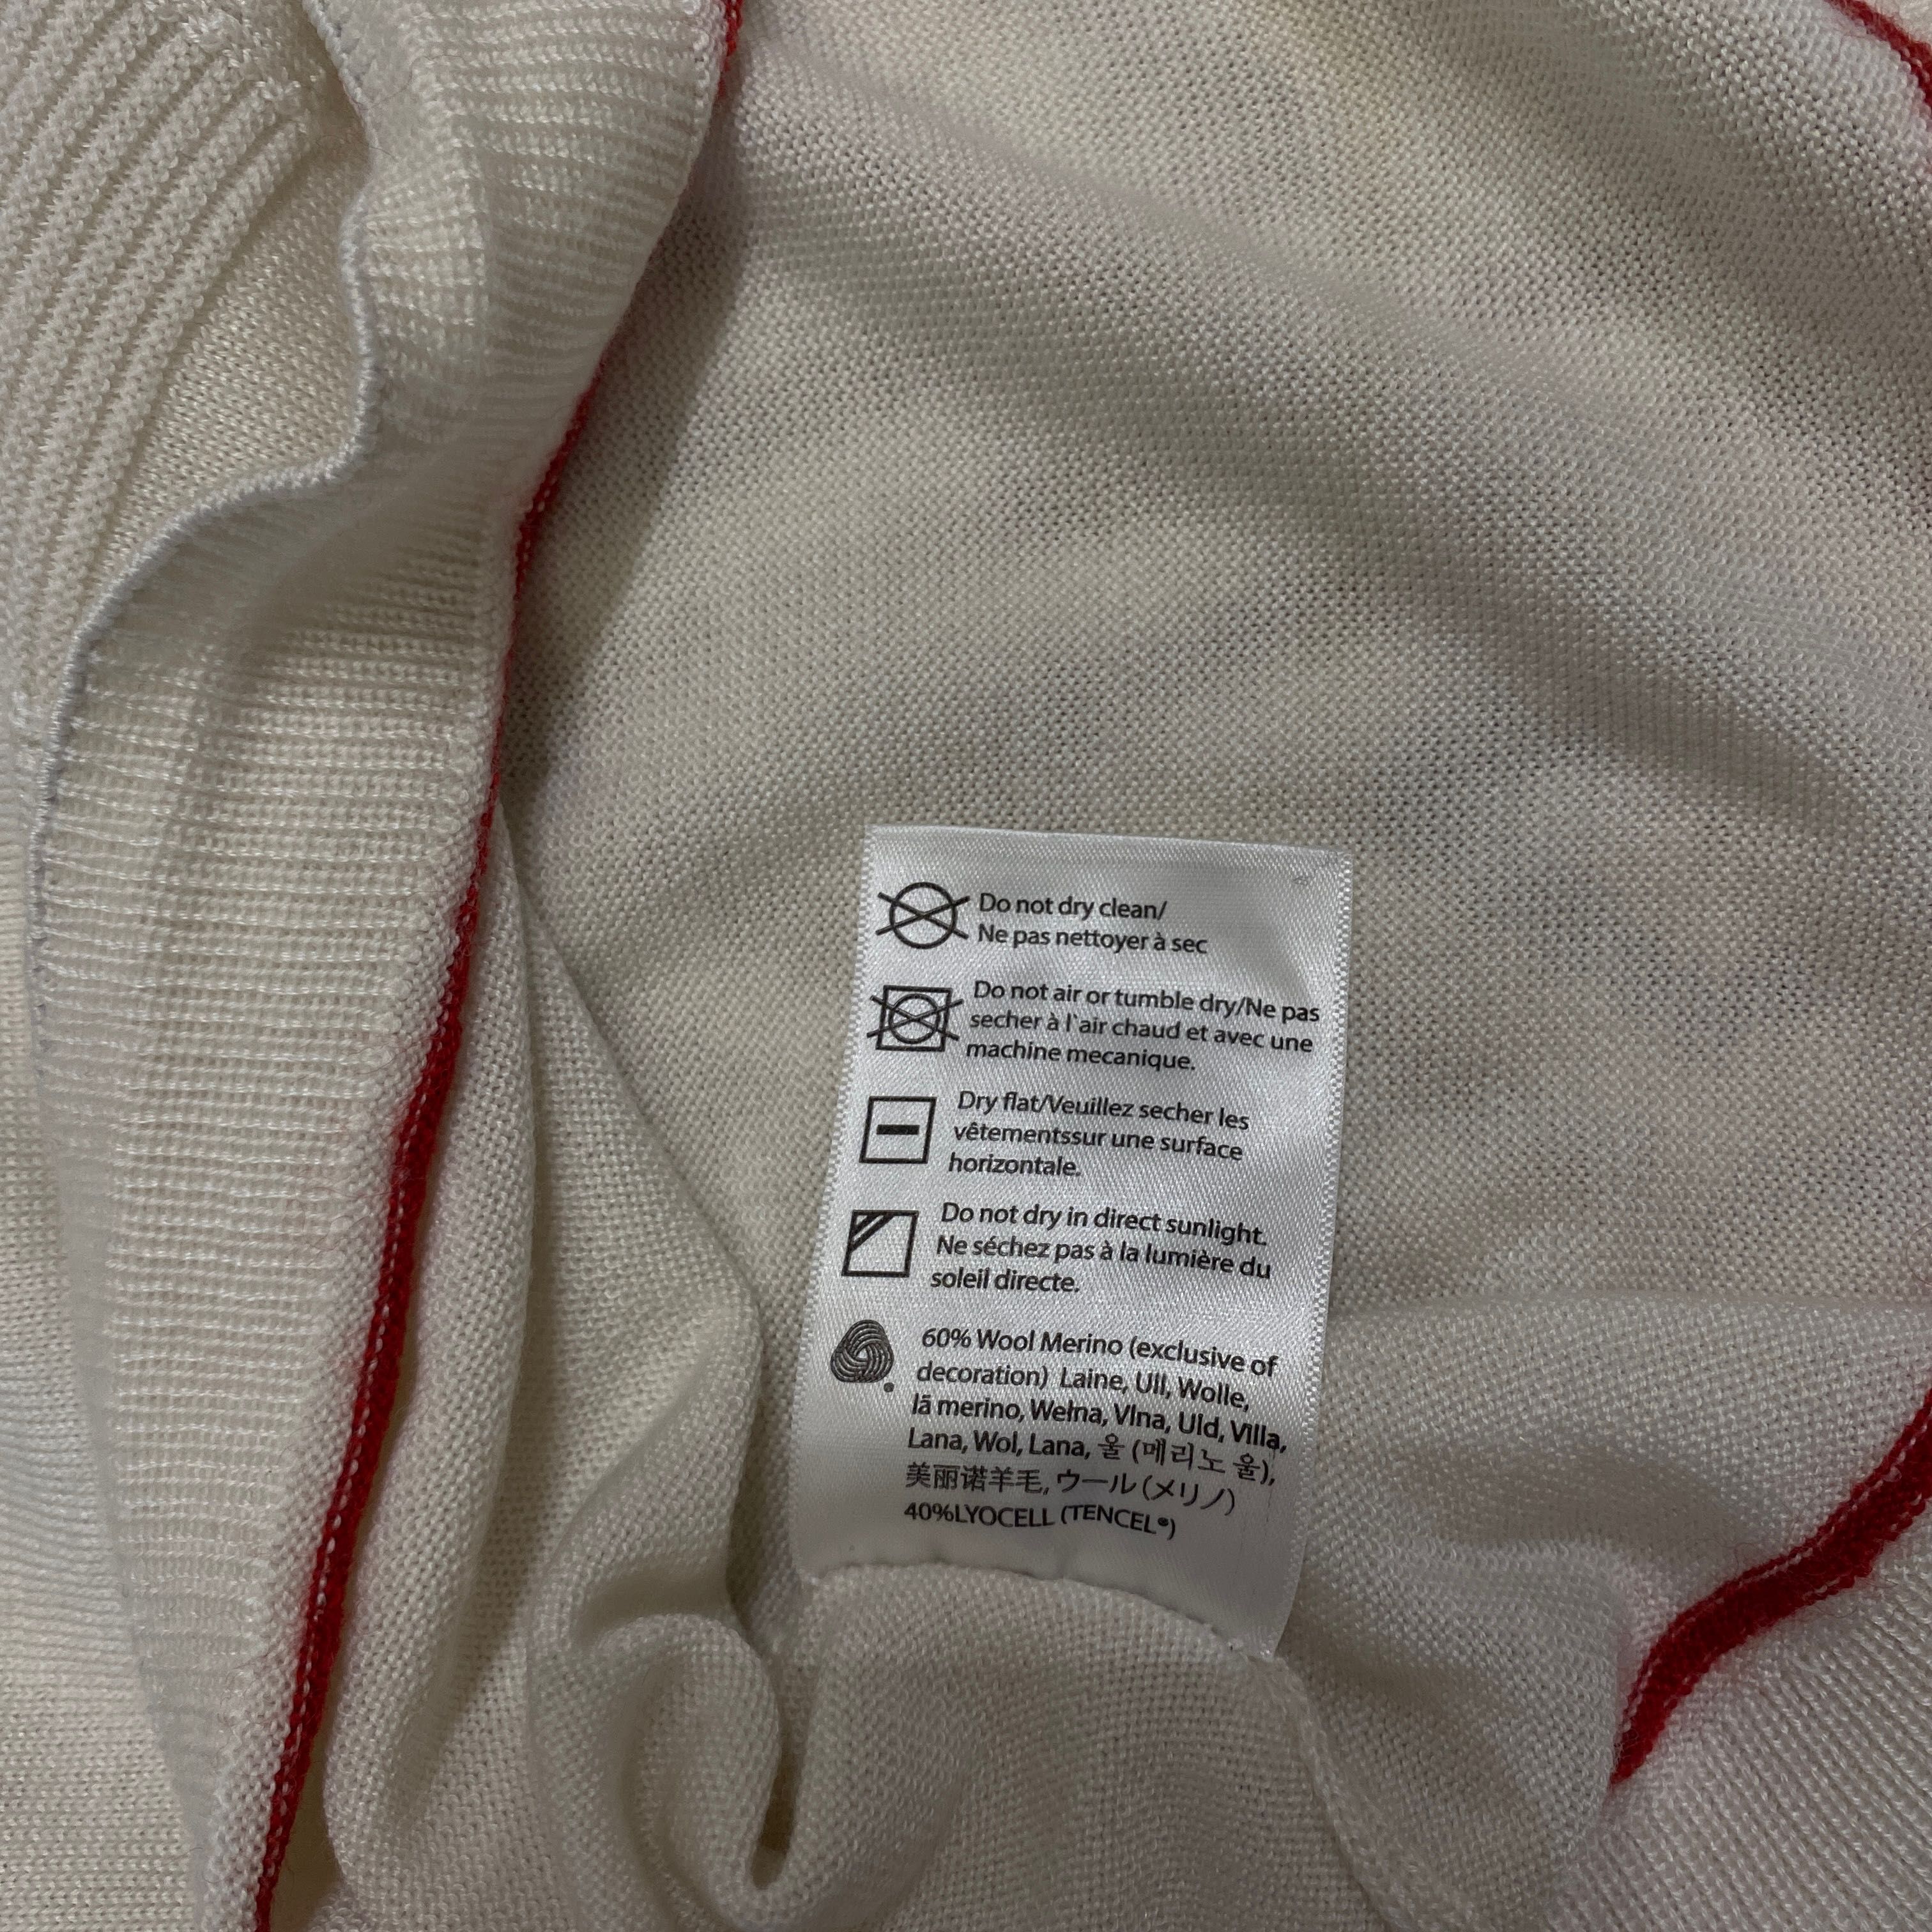 Do not dry clean/
Ne pas nettoyer à sec
Do not air or tumble dry/Ne pas
secher à l`air chaud et avec une
machine mecanique.
Dry flat/Veuillez secher les
vêtementssur une surface
horizontale.
Do not dry in direct sunlight.
Ne séchez pas à la lumière du
soleil directe.
60% Wool Merino (exclusive of
decoration) Laine, Ull, Wolle,
lã merino, Wełna, Vlna, Uld, Villa,
Lana, Wol, Lana, 울 (메리노 울),
美丽诺羊毛, ウール (メリノ)
40%LYOCELL (TENCEL®)